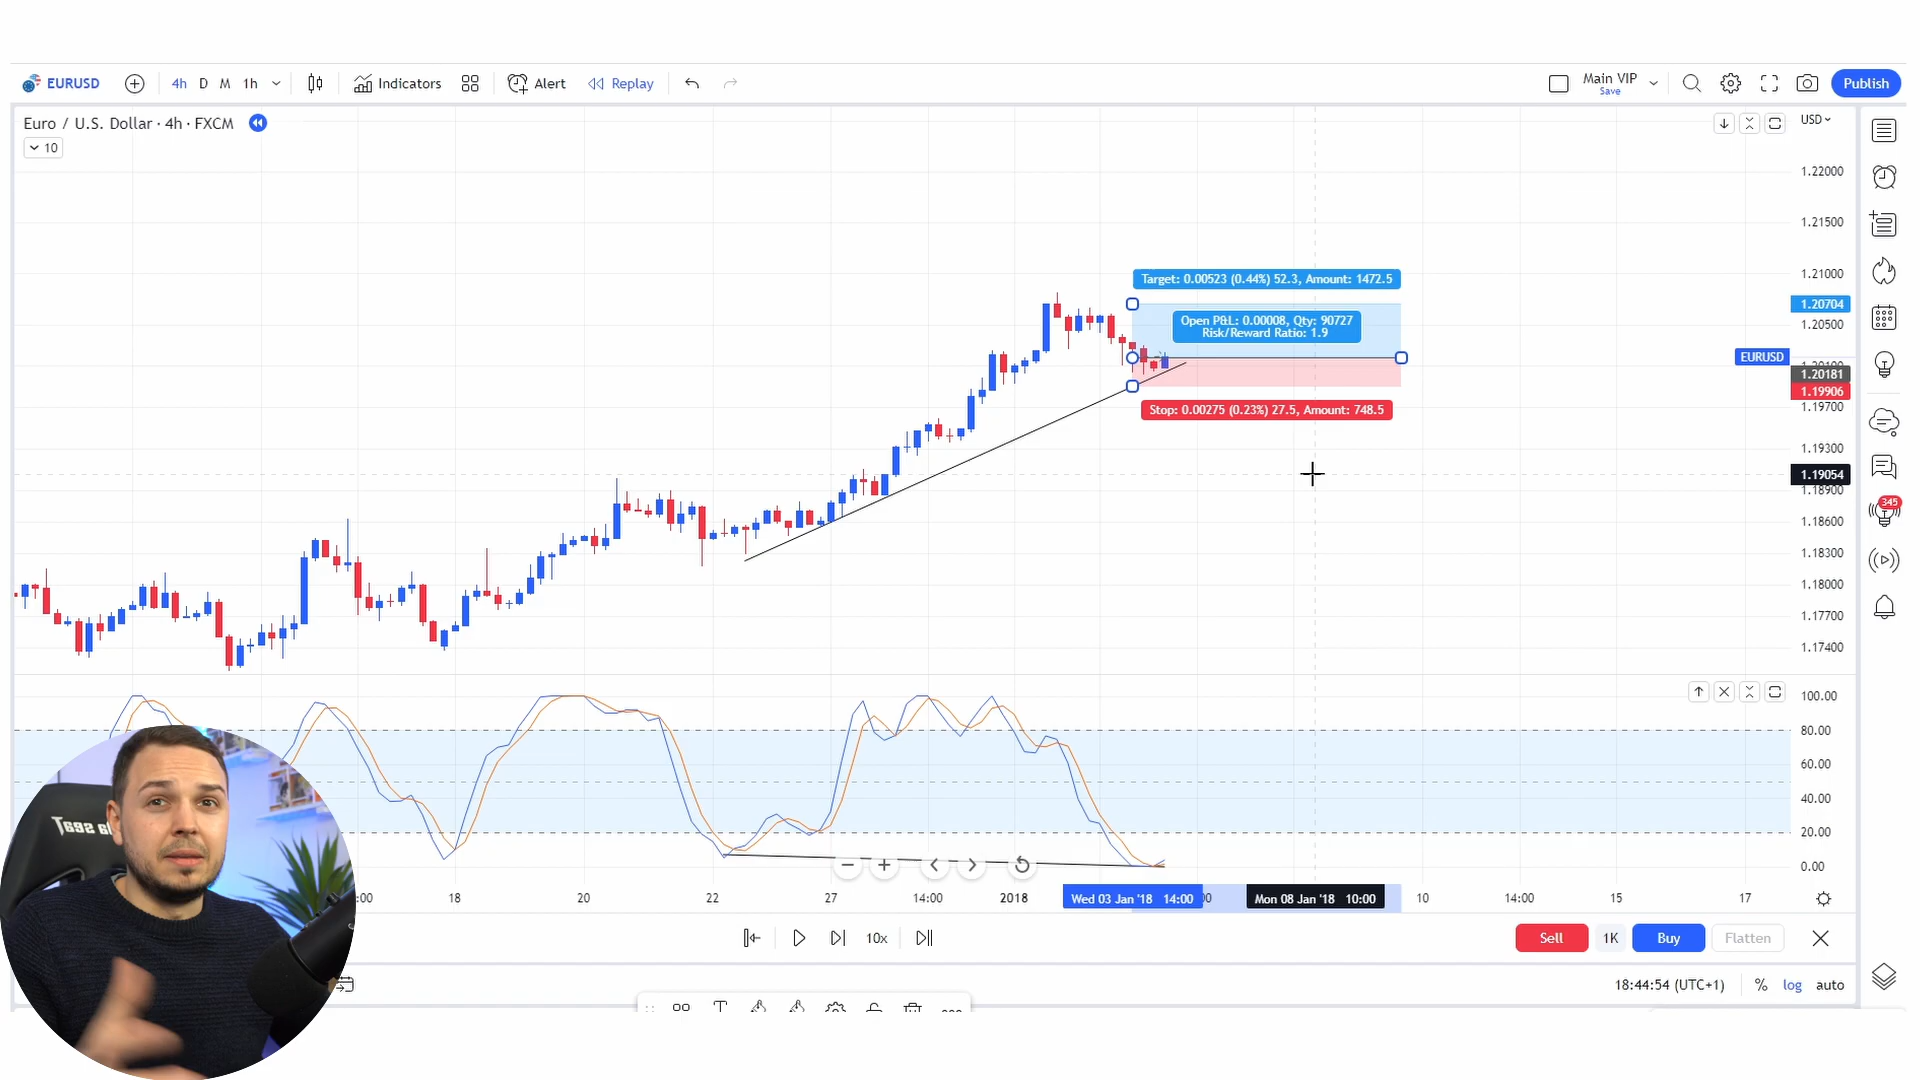 EURUSD 4h D M 1h Indicators Alert Replay Main VIP Save Publish
Euro / U.S. Dollar · 4h · FXCM USD
10
1.22000
1.21500
1.21000
Target: 0.00523 (0.44%) 52.3, Amount: 1472.5
1.20704
Open P&L: 0.00008, Qty: 90727
Risk/Reward Ratio: 1.9
1.20500
EURUSD
1.20181
1.19906
Stop: 0.00275 (0.23%) 27.5, Amount: 748.5
1.19700
1.19300
1.19054
1.18900
345
1.18600
1.18300
1.18000
1.17700
1.17400
100.00
80.00
60.00
40.00
20.00
0.00
:00 18 20 22 27 14:00 2018 Wed 03 Jan '18 14:00 :00 Mon 08 Jan '18 10:00 10 14:00 15 17
10x Sell 1K Buy Flatten
18:44:54 (UTC+1) % log auto